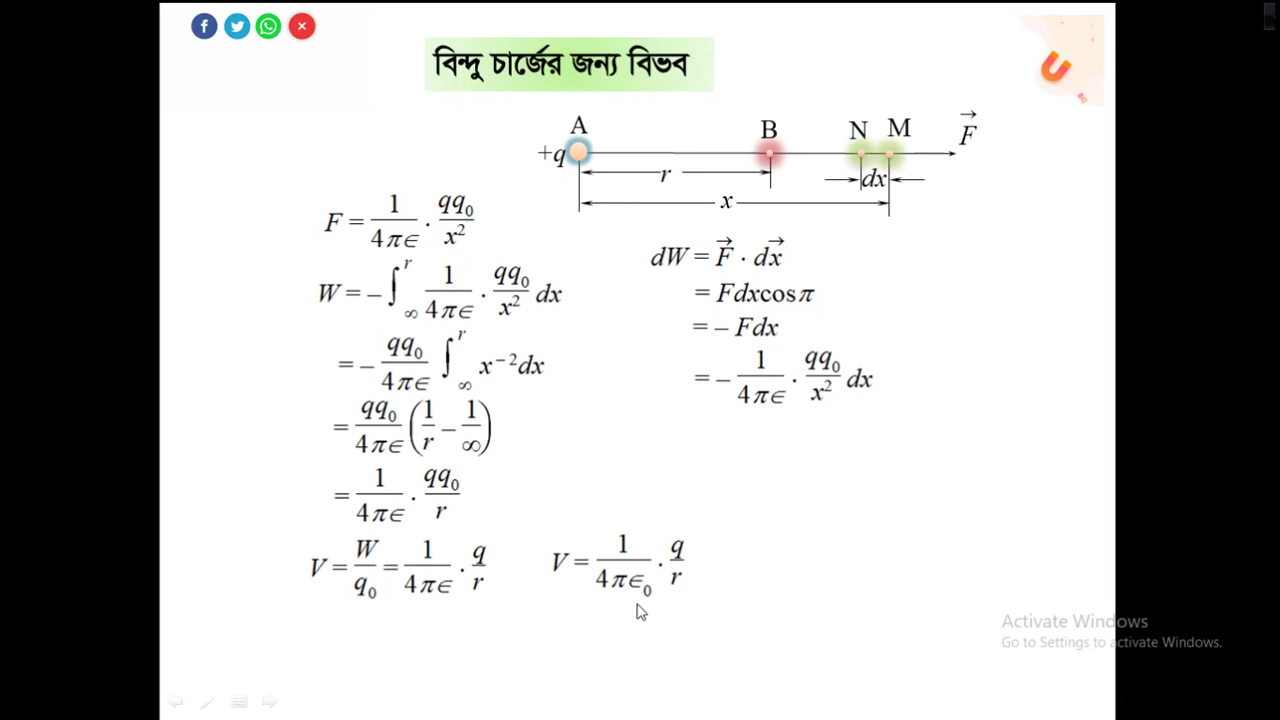 বিন্দু চার্জের জন্য বিভব
A B N M F⃗
+q
r dx
x
F = 1/4π∈ · qq₀/x²
W = – ∫_∞^r 1/4π∈ · qq₀/x² dx
= – qq₀/4π∈ ∫_∞^r x⁻²dx
= qq₀/4π∈ (1/r – 1/∞)
= 1/4π∈ · qq₀/r
V = W/q₀ = 1/4π∈ · q/r
dW = F⃗ · dx⃗
= Fdxcosπ
= – Fdx
= – 1/4π∈ · qq₀/x² dx
V = 1/4π∈₀ · q/r
Activate Windows
Go to Settings to activate Windows.